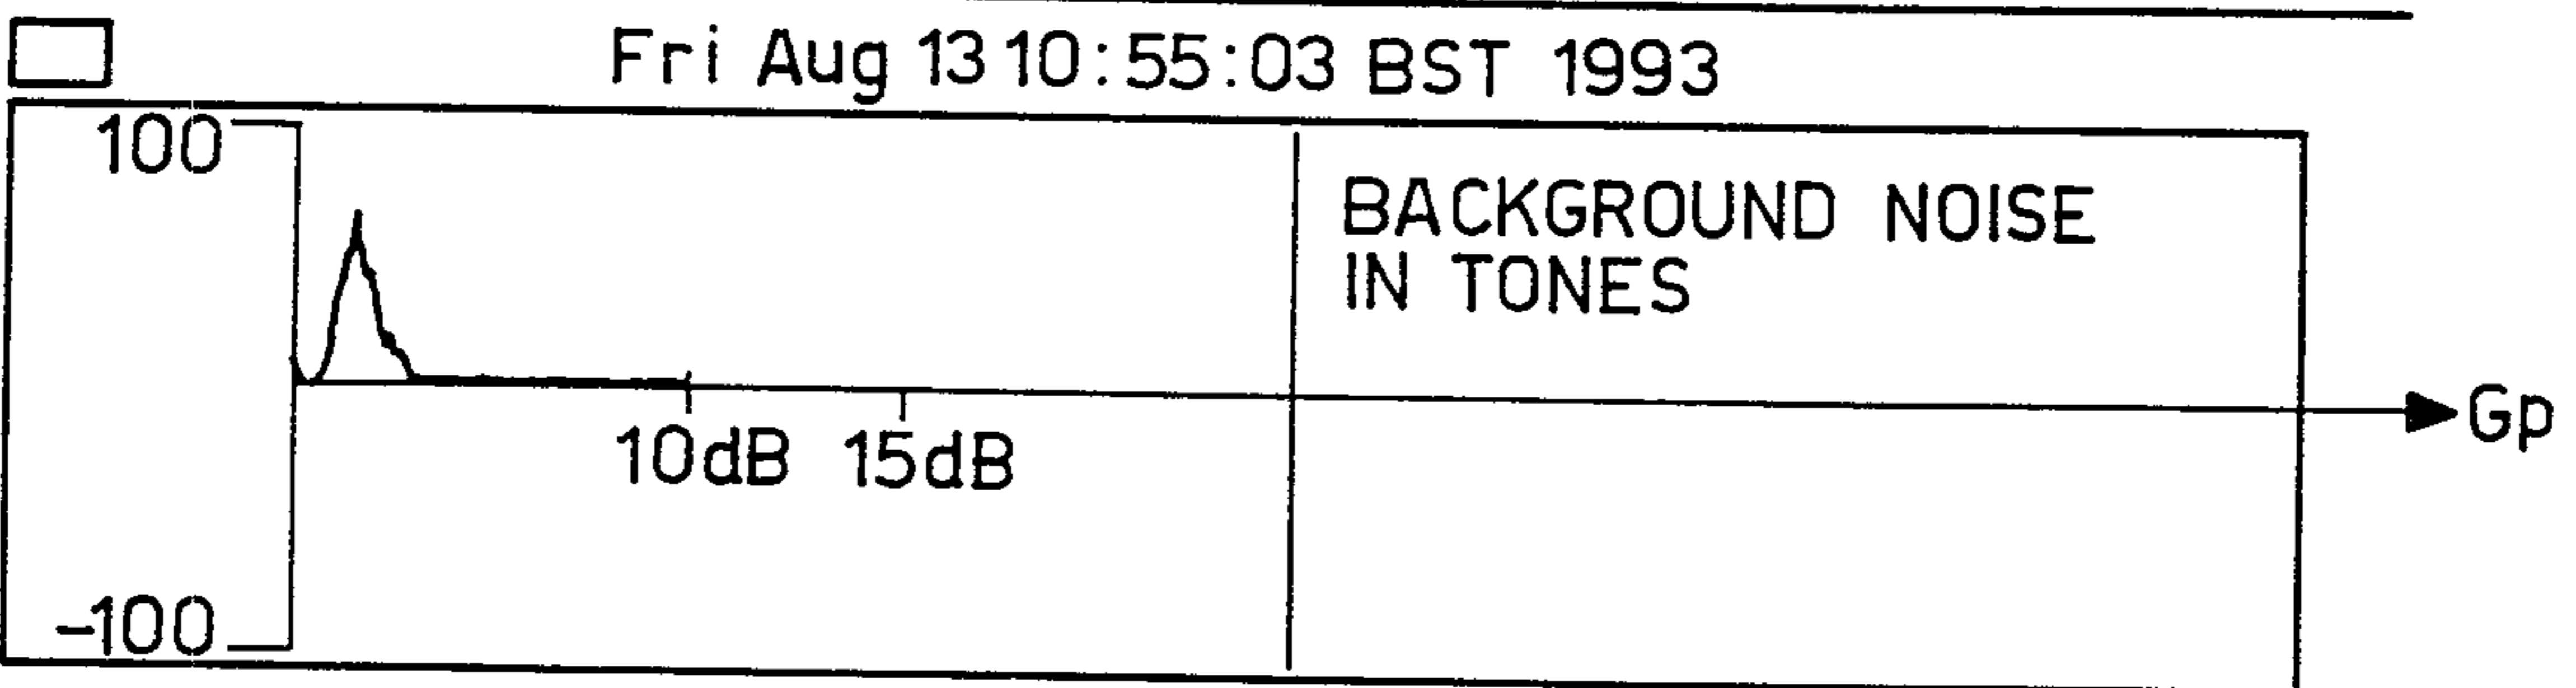 Fri Aug 13 10:55:03 BST 1993
100
BACKGROUND NOISE
IN TONES
Gp
10dB 15dB
-100